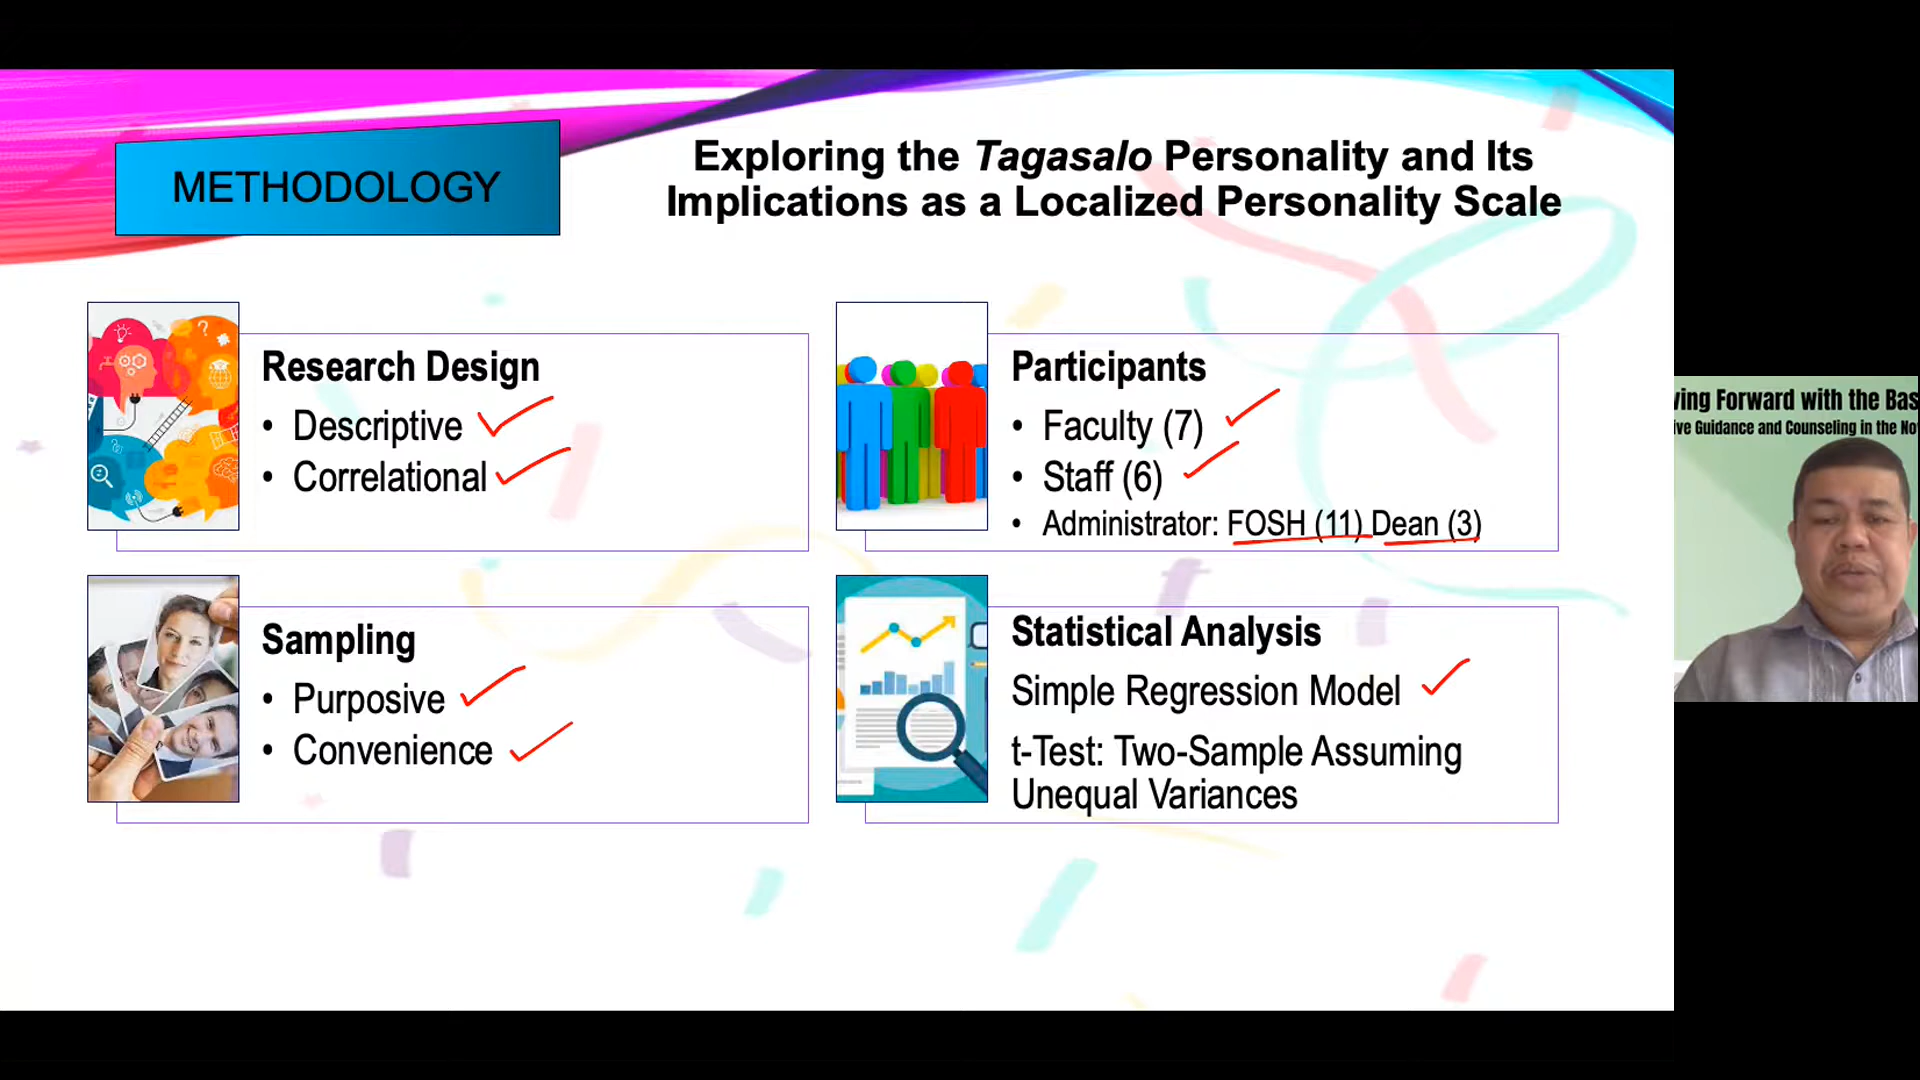 METHODOLOGY
Exploring the Tagasalo Personality and Its
Implications as a Localized Personality Scale
Research Design
• Descriptive
• Correlational
Participants
• Faculty (7)
• Staff (6)
• Administrator: FOSH (11) Dean (3)
Sampling
• Purposive
• Convenience
Statistical Analysis
Simple Regression Model
t-Test: Two-Sample Assuming
Unequal Variances
ving Forward with the Bas
ive Guidance and Counseling in the No